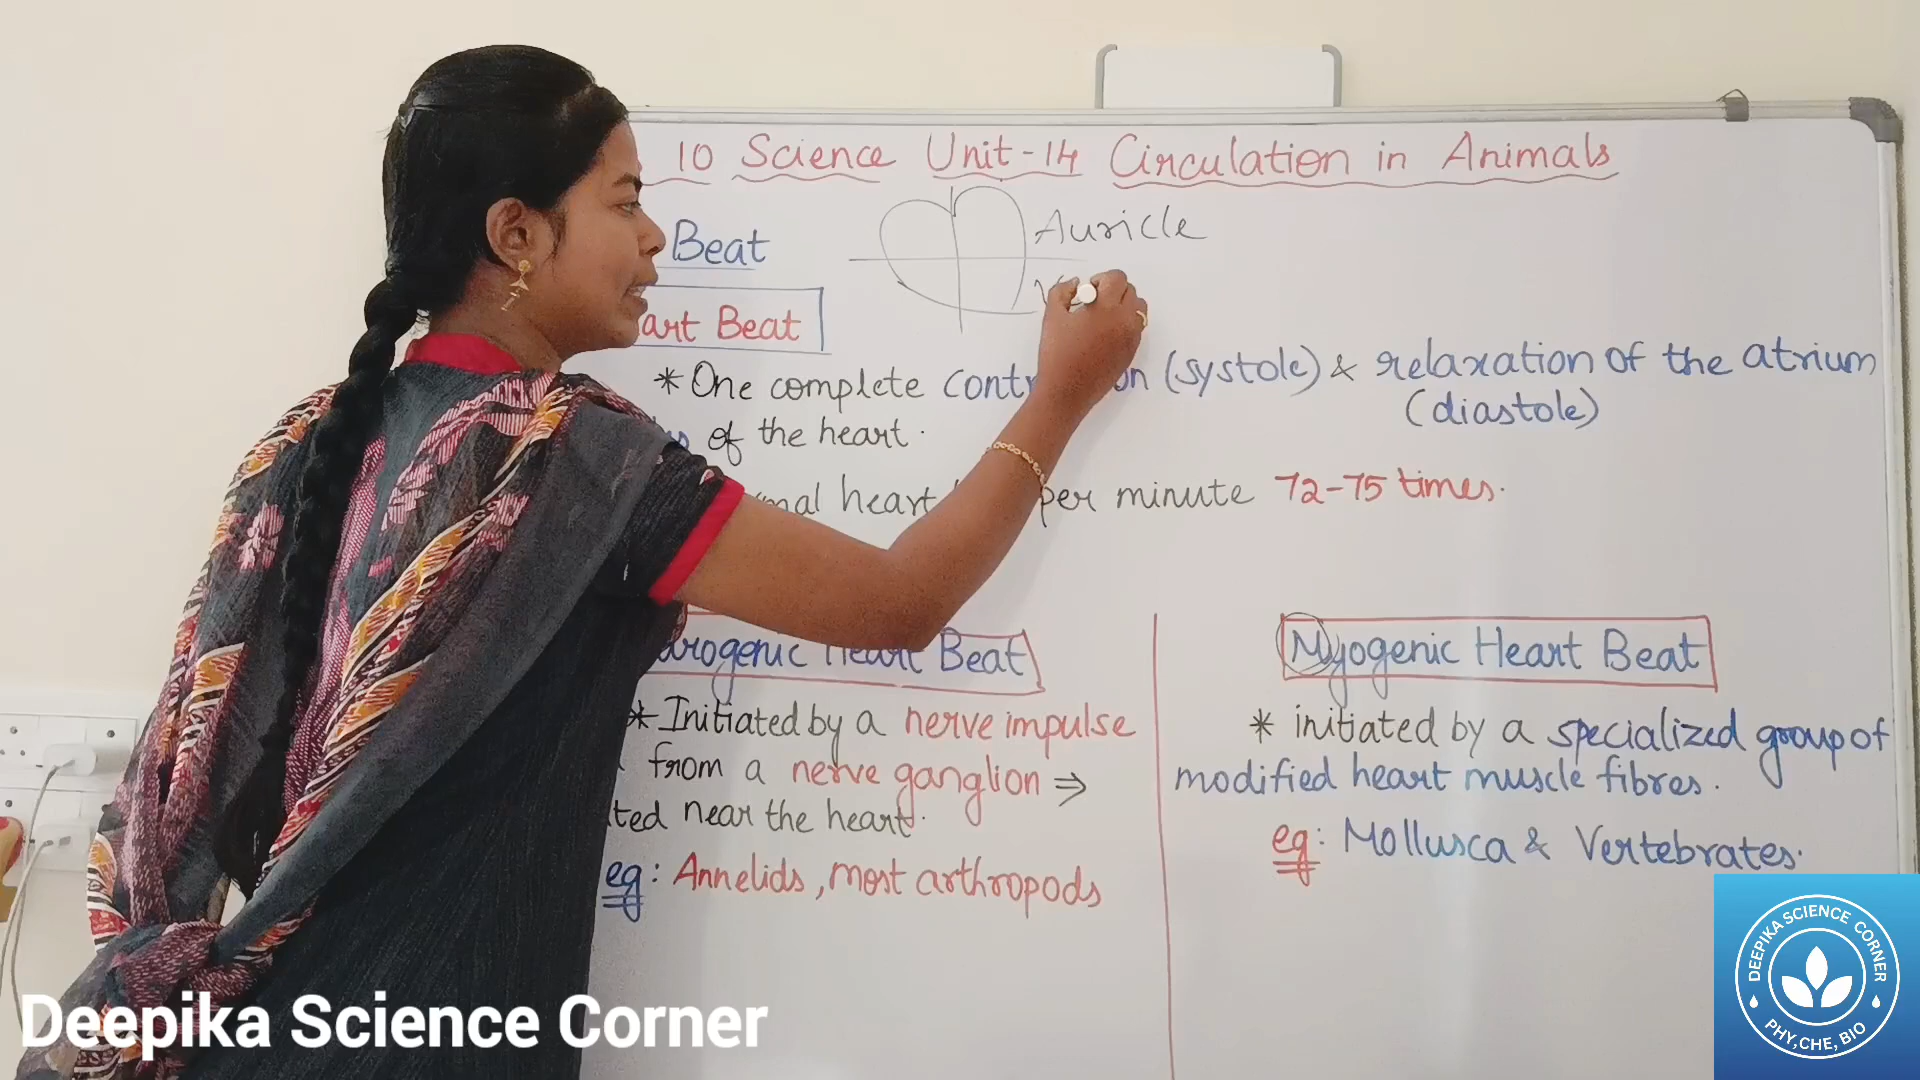 10 Science Unit-14 Circulation in Animals
Beat
Auricle
art Beat
* One complete contr on (systole) & relaxation of the atrium
(diastole)
of the heart.
mal heart per minute 72-75 times.
urogenic Heart Beat
Myogenic Heart Beat
* Initiated by a nerve impulse
from a nerve ganglion ⇒
ted near the heart.
eg: Annelids, most arthropods
* initiated by a specialized group of
modified heart muscle fibres.
eg: Mollusca & Vertebrates.
Deepika Science Corner
DEEPIKA SCIENCE CORNER
PHY,CHE, BIO